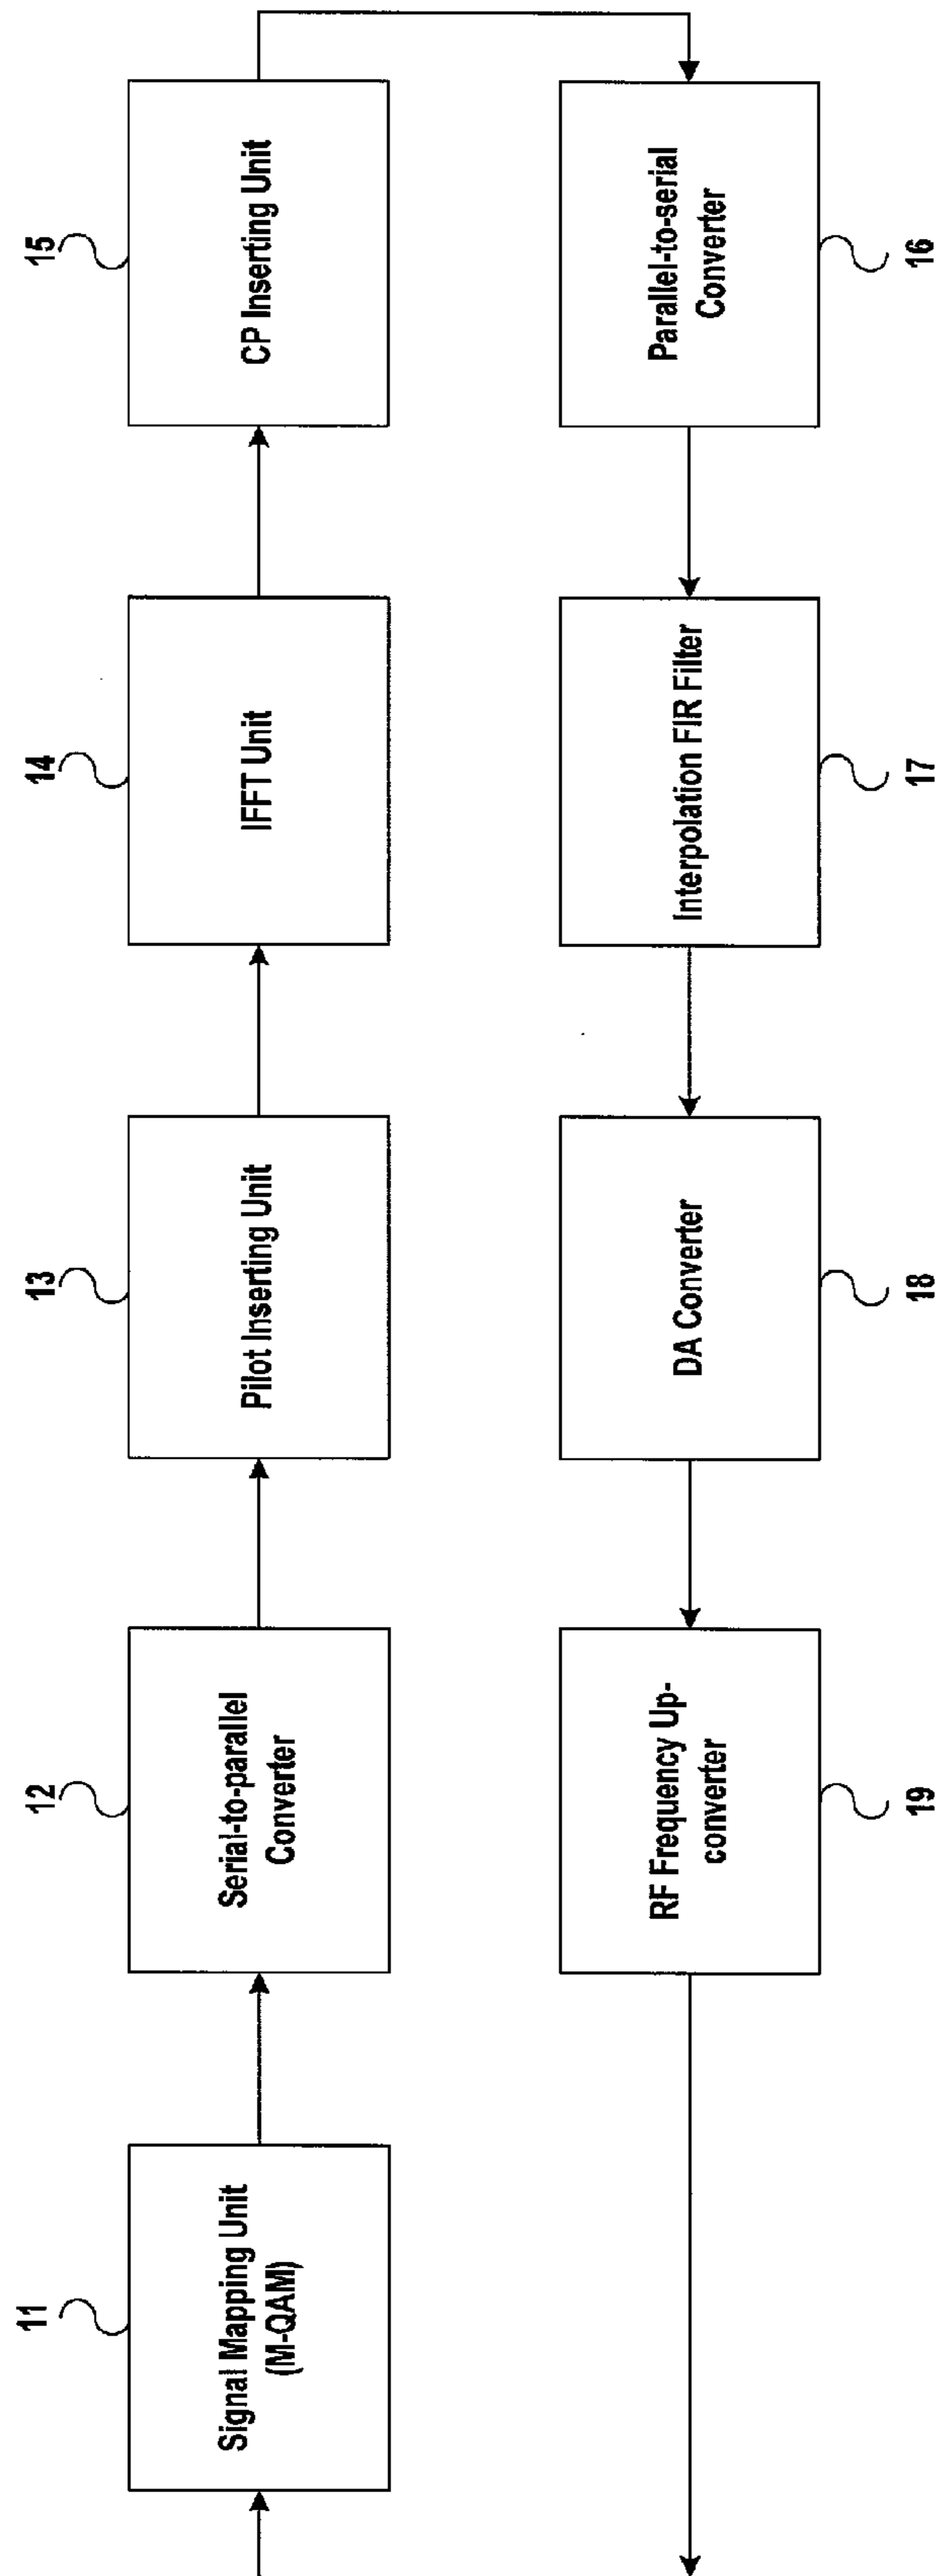 11
Signal Mapping Unit
(M-QAM)
12
Serial-to-parallel
Converter
13
Pilot Inserting Unit
14
IFFT Unit
15
CP Inserting Unit
Parallel-to-serial
Converter
16
Interpolation FIR Filter
17
DA Converter
18
RF Frequency Up-
converter
19